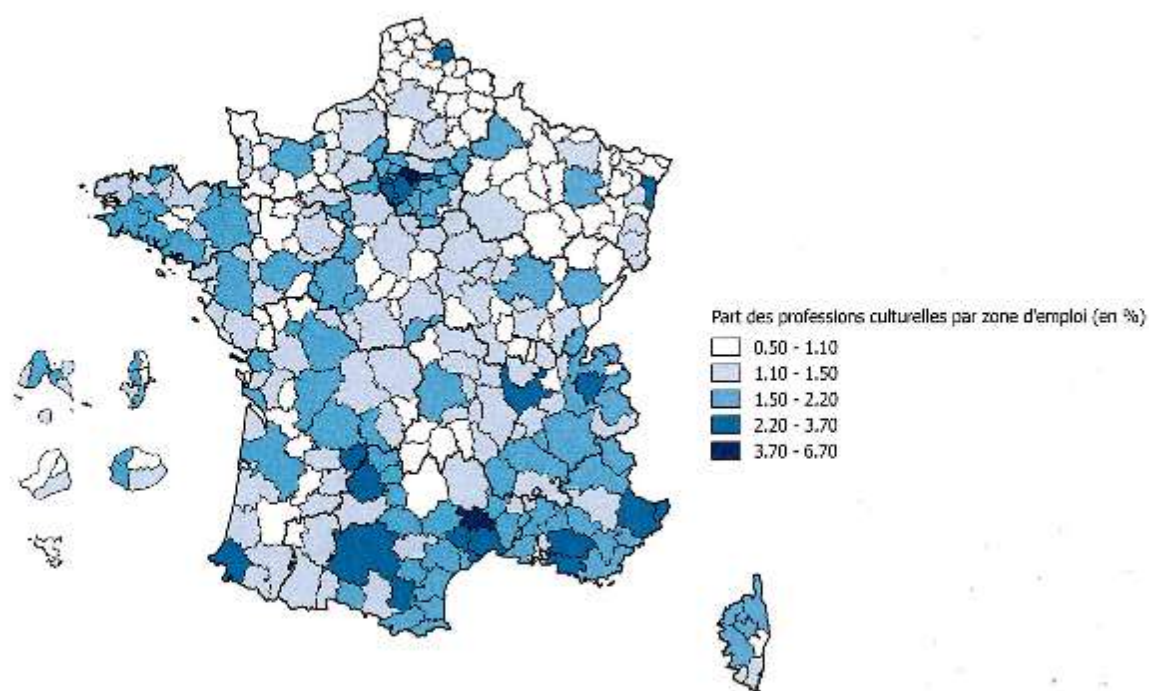 Part des professions culturelles par zone d'emploi (en %)
0.50 - 1.10
1.10 - 1.50
1.50 - 2.20
2.20 - 3.70
3.70 - 6.70